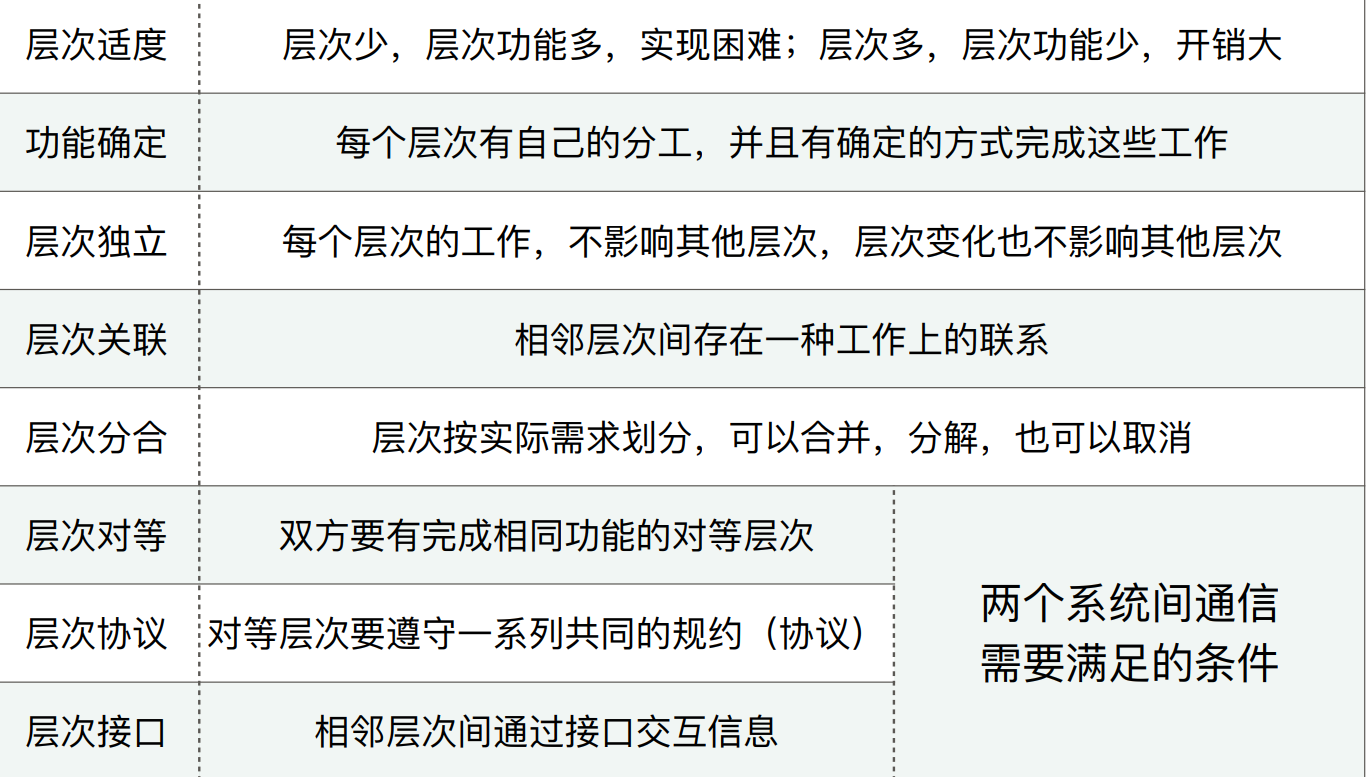 层次适度 层次少，层次功能多，实现困难；层次多，层次功能少，开销大
功能确定 每个层次有自己的分工，并且有确定的方式完成这些工作
层次独立 每个层次的工作，不影响其他层次，层次变化也不影响其他层次
层次关联 相邻层次间存在一种工作上的联系
层次分合 层次按实际需求划分，可以合并，分解，也可以取消
层次对等 双方要有完成相同功能的对等层次
层次协议 对等层次要遵守一系列共同的规约（协议）
层次接口 相邻层次间通过接口交互信息
两个系统间通信
需要满足的条件